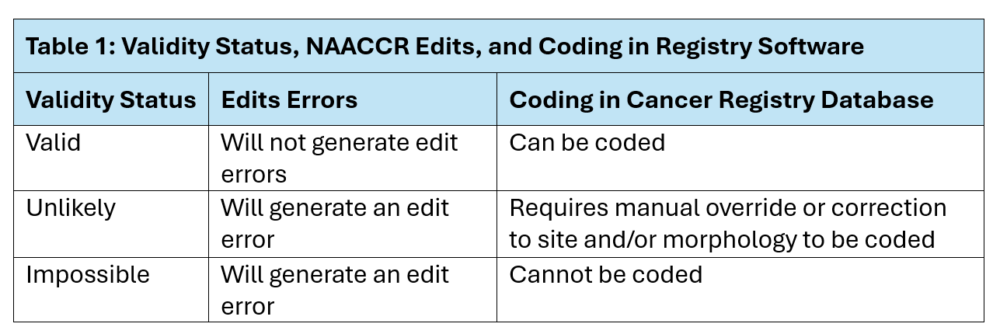 Table 1: Validity Status, NAACCR Edits, and Coding in Registry Software
Validity Status
Edits Errors
Coding in Cancer Registry Database
Valid
Will not generate edit
errors
Can be coded
Unlikely
Will generate an edit
error
Requires manual override or correction
to site and/or morphology to be coded
Impossible
Will generate an edit
error
Cannot be coded